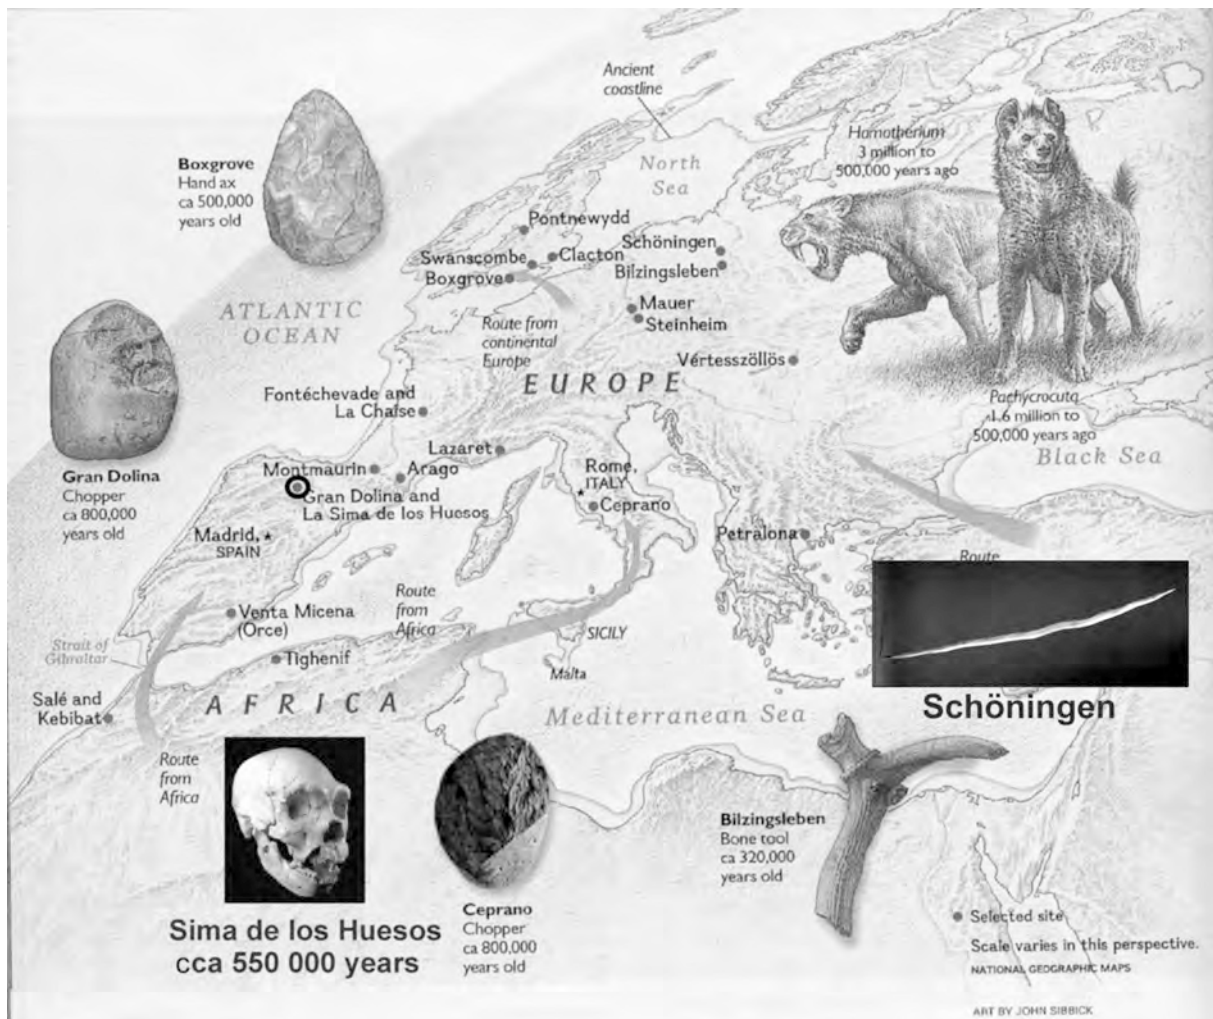 Ancient
coastline
Homotherium
3 million to
500,000 years ago
North
Sea
Boxgrove
Hand ax
ca 500,000
years old
Pontnewydd
Schöningen
Swanscombe
Clacton
Bilzingsleben
Boxgrove
ATLANTIC
OCEAN
Mauer
Steinheim
Route from
continental
Europe
Vértesszöllös
EUROPE
Fontéchevade and
La Chaise
Pachycrocuta
1.6 million to
500,000 years ago
Black Sea
Lazaret
Montmaurin
Arago
Rome,
ITALY
Gran Dolina
Chopper
ca 800,000
years old
Gran Dolina and
La Sima de los Huesos
Ceprano
Madrid,
SPAIN
Petralona
Route
Route
from
Africa
Venta Micena
(Orce)
SICILY
Strait of
Gibraltar
Tighenif
Malta
Salé and
Kebibat
AFRICA
Schöningen
Mediterranean Sea
Route
from
Africa
Bilzingsleben
Bone tool
ca 320,000
years old
Sima de los Huesos
cca 550 000 years
Ceprano
Chopper
ca 800,000
years old
Selected site
Scale varies in this perspective.
NATIONAL GEOGRAPHIC MAPS
ART BY JOHN SIBBICK